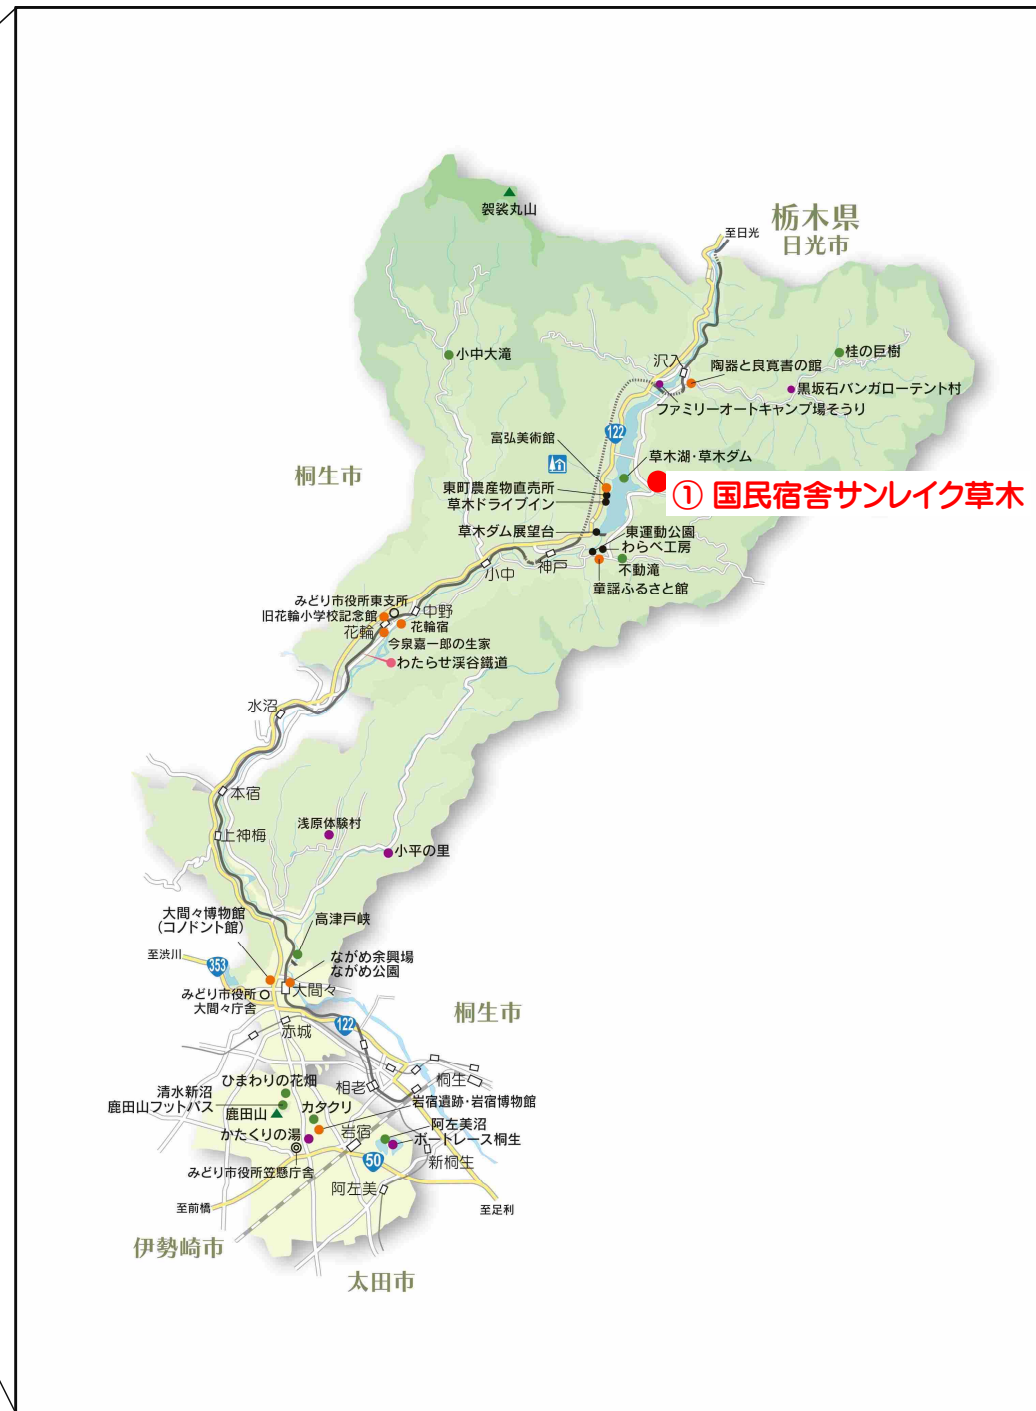 袈裟丸山
栃木県
日光市
至日光
小中大滝
沢入
陶器と良寛書の館
桂の巨樹
黒坂石バンガローテント村
ファミリーオートキャンプ場そうり
122
富弘美術館
草木湖・草木ダム
桐生市
東町農産物直売所
草木ドライブイン
① 国民宿舎サンレイク草木
草木ダム展望台
東運動公園
わらべ工房
神戸
小中
不動滝
童謡ふるさと館
みどり市役所東支所
旧花輪小学校記念館
中野
花輪
花輪宿
今泉嘉一郎の生家
わたらせ渓谷鐵道
水沼
本宿
上神梅
浅原体験村
小平の里
大間々博物館
(コノドント館)
高津戸峡
至渋川
353
ながめ余興場
ながめ公園
みどり市役所
大間々庁舎
大間々
桐生市
赤城
122
相老
桐生
ひまわりの花畑
清水新沼
鹿田山フットパス
鹿田山
カタクリ
岩宿遺跡・岩宿博物館
かたくりの湯
岩宿
阿左美沼
ボートレース桐生
みどり市役所笠懸庁舎
50
新桐生
阿左美
至前橋
至足利
伊勢崎市
太田市